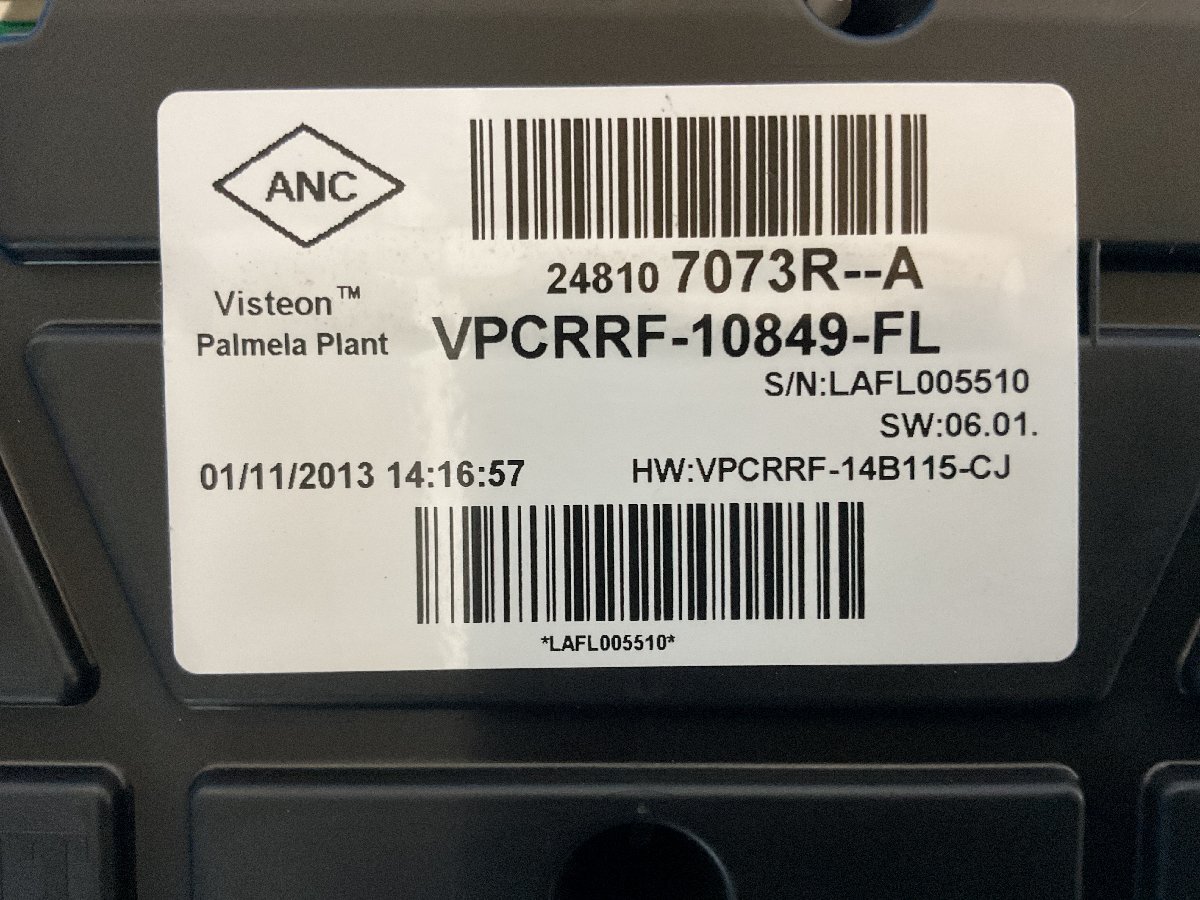 ANC
24810 7073R--A
Visteon™
Palmela Plant
VPCRRF-10849-FL
S/N:LAFL005510
SW:06.01.
01/11/2013 14:16:57
HW:VPCRRF-14B115-CJ
*LAFL005510*